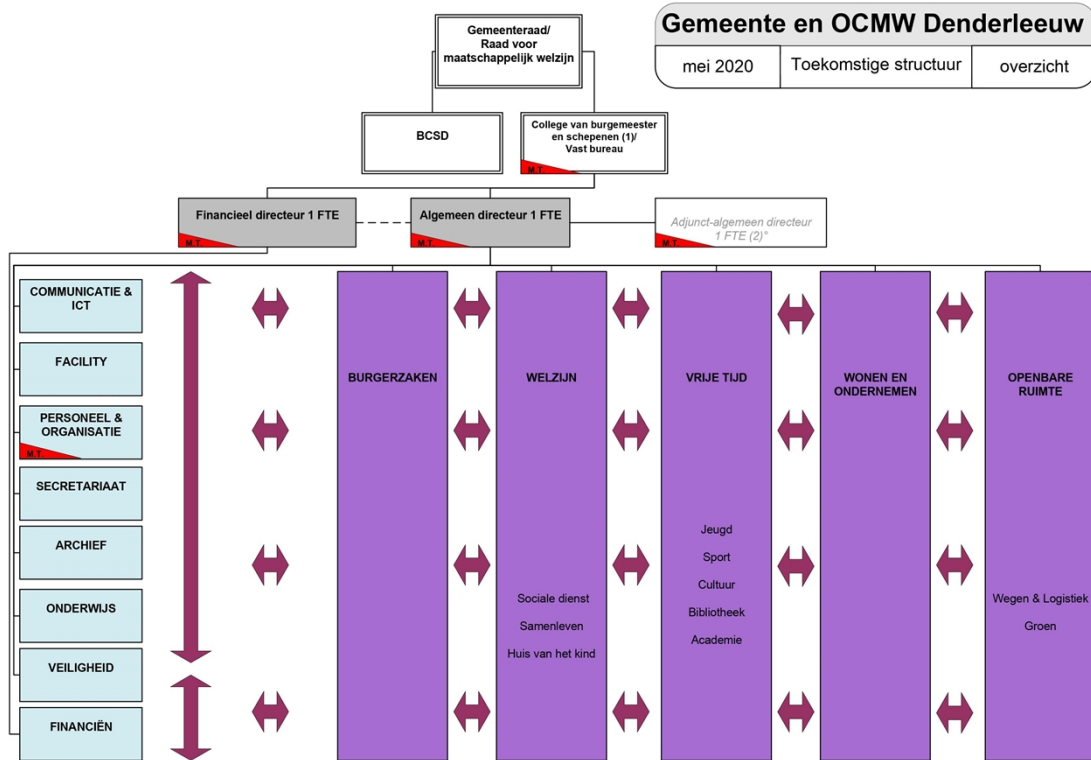 Gemeente en OCMW Denderleeuw
mei 2020
Toekomstige structuur
overzicht
Gemeenteraad/
Raad voor
maatschappelijk welzijn
BCSD
College van burgemeester
en schepenen (1)/
Vast bureau
M.T.
Financieel directeur 1 FTE
M.T.
Algemeen directeur 1 FTE
M.T.
Adjunct-algemeen directeur
1 FTE (2)°
M.T.
COMMUNICATIE &
ICT
FACILITY
PERSONEEL &
ORGANISATIE
M.T.
SECRETARIAAT
ARCHIEF
ONDERWIJS
VEILIGHEID
FINANCIËN
BURGERZAKEN
WELZIJN
Sociale dienst
Samenleven
Huis van het kind
VRIJE TIJD
Jeugd
Sport
Cultuur
Bibliotheek
Academie
WONEN EN
ONDERNEMEN
OPENBARE
RUIMTE
Wegen & Logistiek
Groen